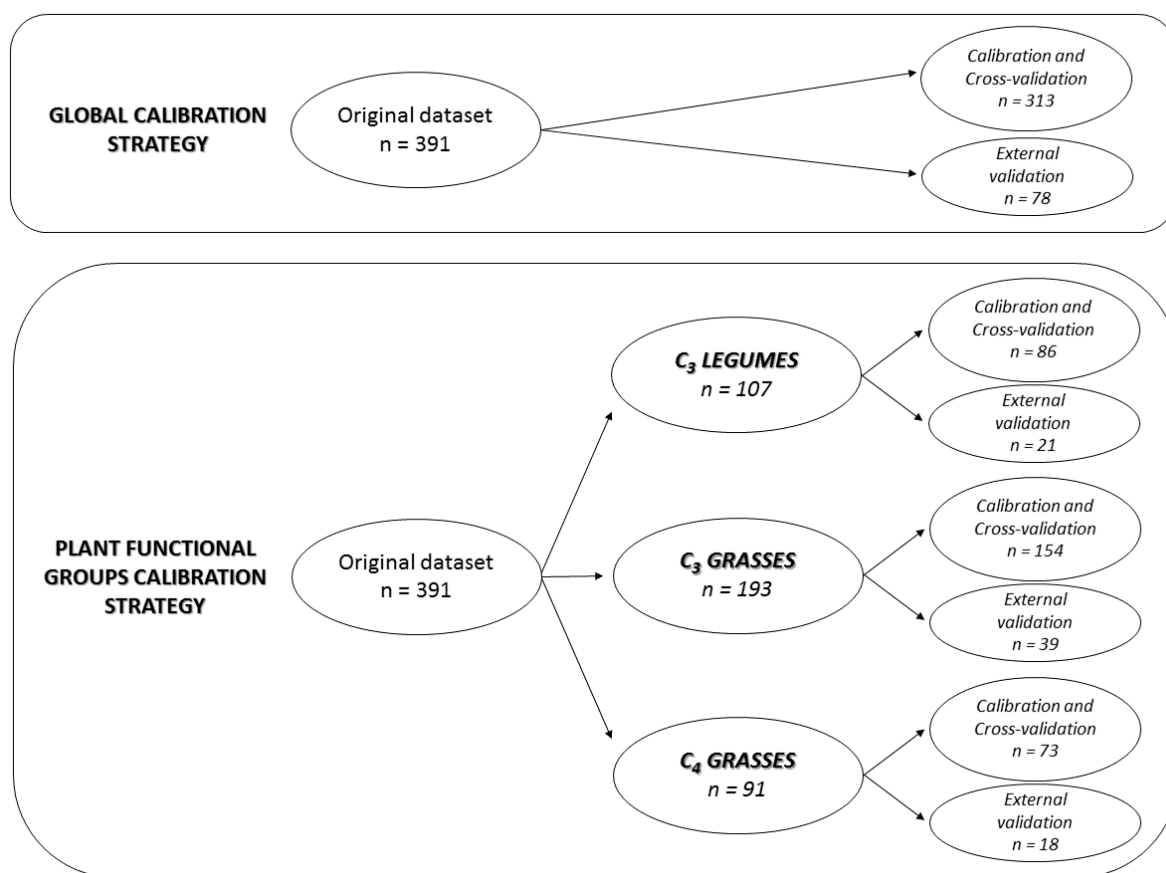 GLOBAL CALIBRATION
STRATEGY
Original dataset
n = 391
Calibration and
Cross-validation
n = 313
External
validation
n = 78
PLANT FUNCTIONAL
GROUPS CALIBRATION
STRATEGY
Original dataset
n = 391
C₃ LEGUMES
n = 107
Calibration and
Cross-validation
n = 86
External
validation
n = 21
C₃ GRASSES
n = 193
Calibration and
Cross-validation
n = 154
External
validation
n = 39
C₄ GRASSES
n = 91
Calibration and
Cross-validation
n = 73
External
validation
n = 18